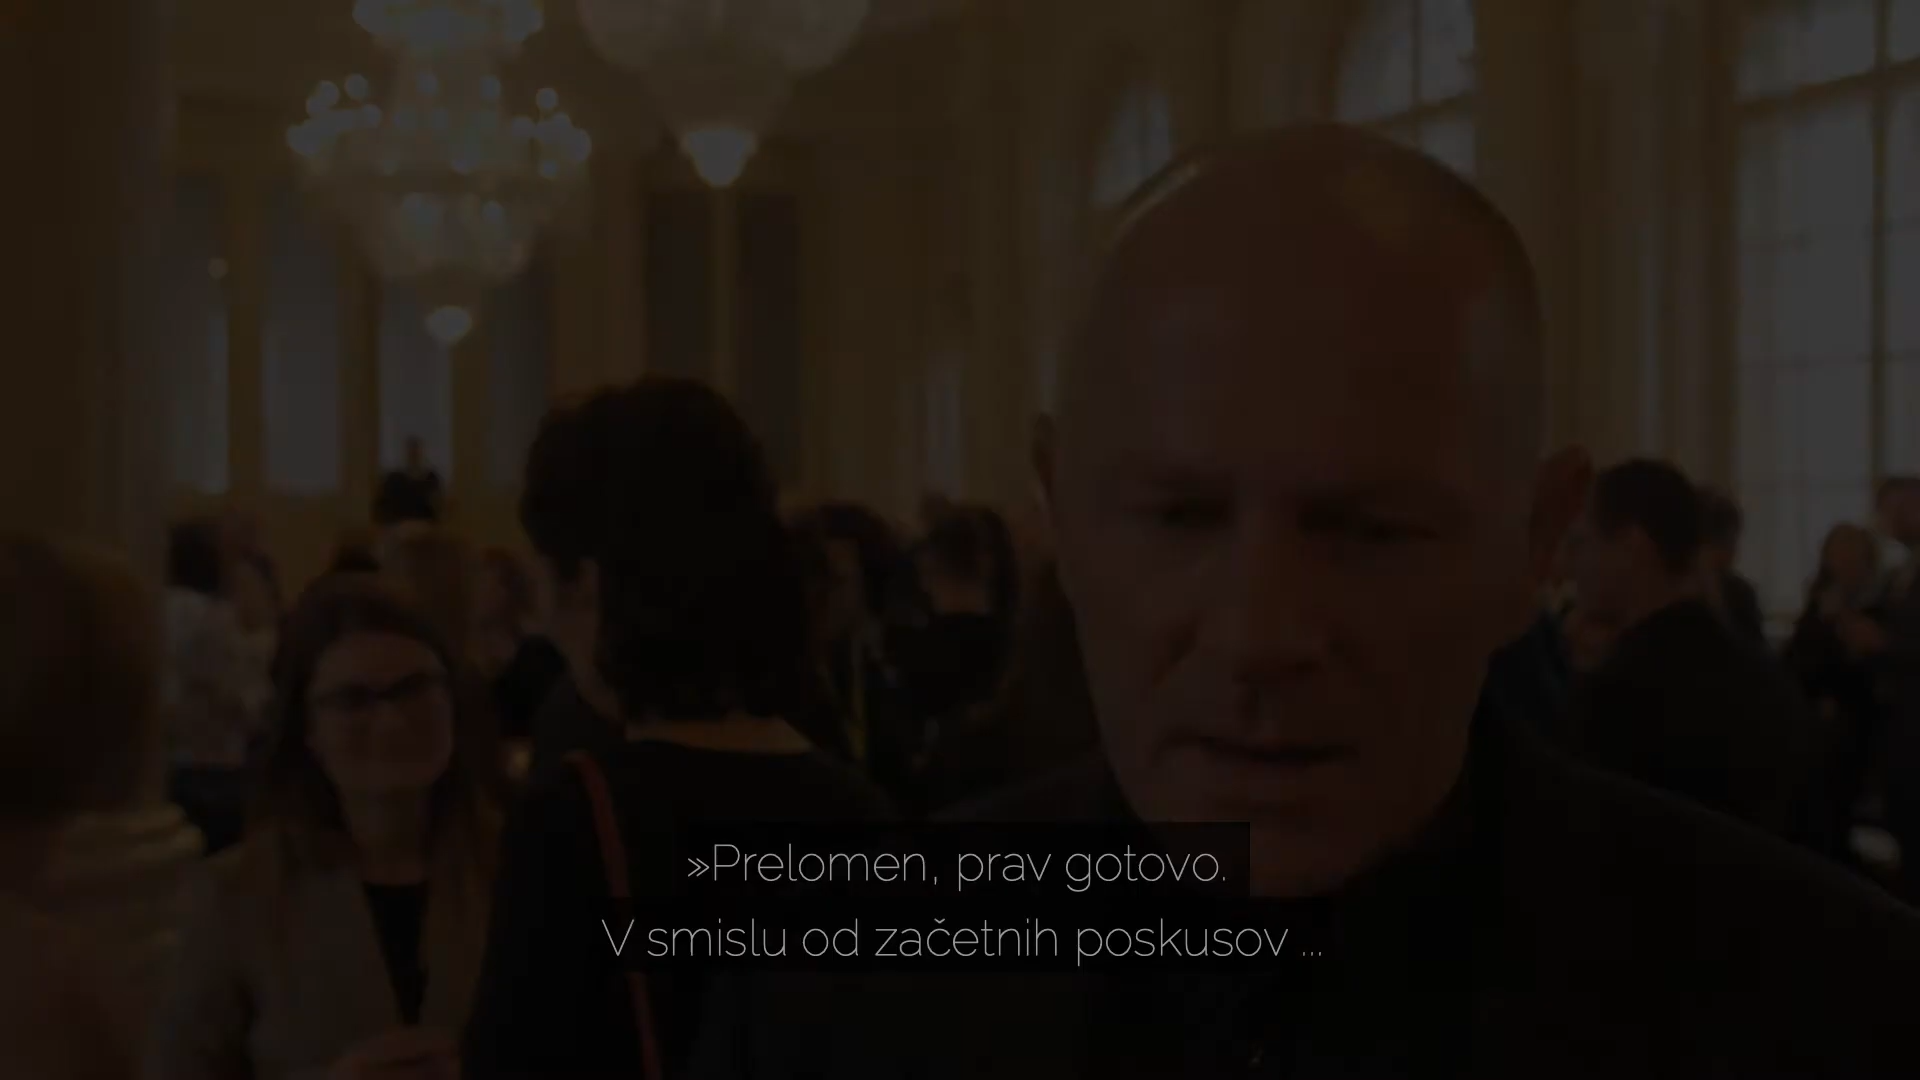 »Prelomen, prav gotovo.
V smislu od začetnih poskusov ...